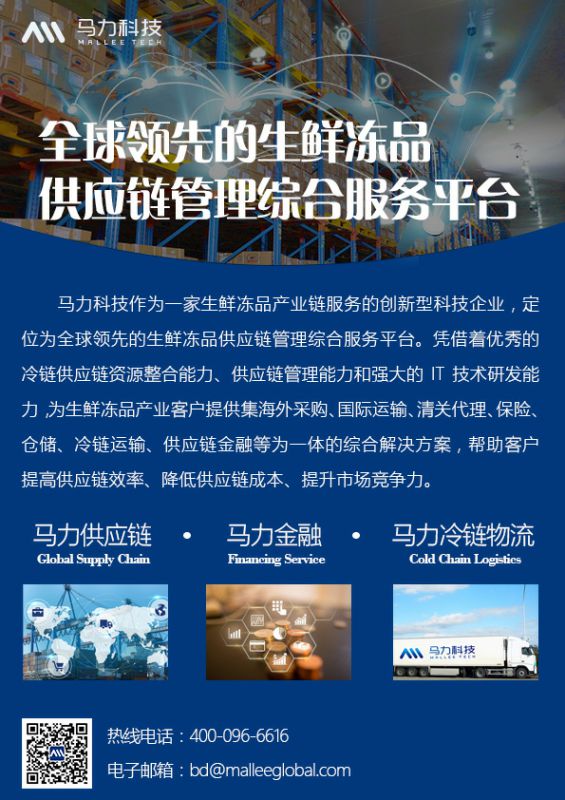 马力科技
MALLEE TECH
全球领先的生鲜冻品
供应链管理综合服务平台
马力科技作为一家生鲜冻品产业链服务的创新型科技企业，定
位为全球领先的生鲜冻品供应链管理综合服务平台。凭借着优秀的
冷链供应链资源整合能力、供应链管理能力和强大的 IT 技术研发能
力，为生鲜冻品产业客户提供集海外采购、国际运输、清关代理、保险、
仓储、冷链运输、供应链金融等为一体的综合解决方案，帮助客户
提高供应链效率、降低供应链成本、提升市场竞争力。
马力供应链 • 马力金融 • 马力冷链物流
Global Supply Chain Financing Service Cold Chain Logistics
马力科技
MALLEE TECH
热线电话：400-096-6616
电子邮箱：bd@malleeglobal.com